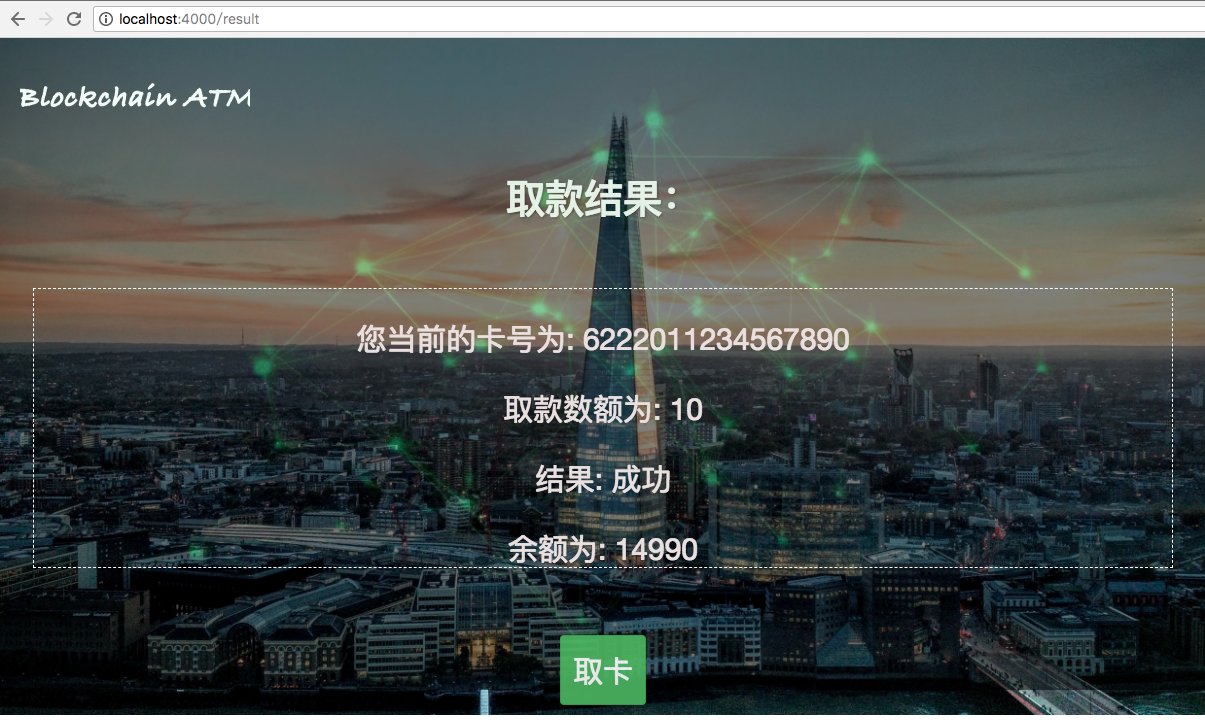 localhost:4000/result
Blockchain ATM
取款结果：
您当前的卡号为: 6222011234567890
取款数额为: 10
结果: 成功
余额为: 14990
取卡